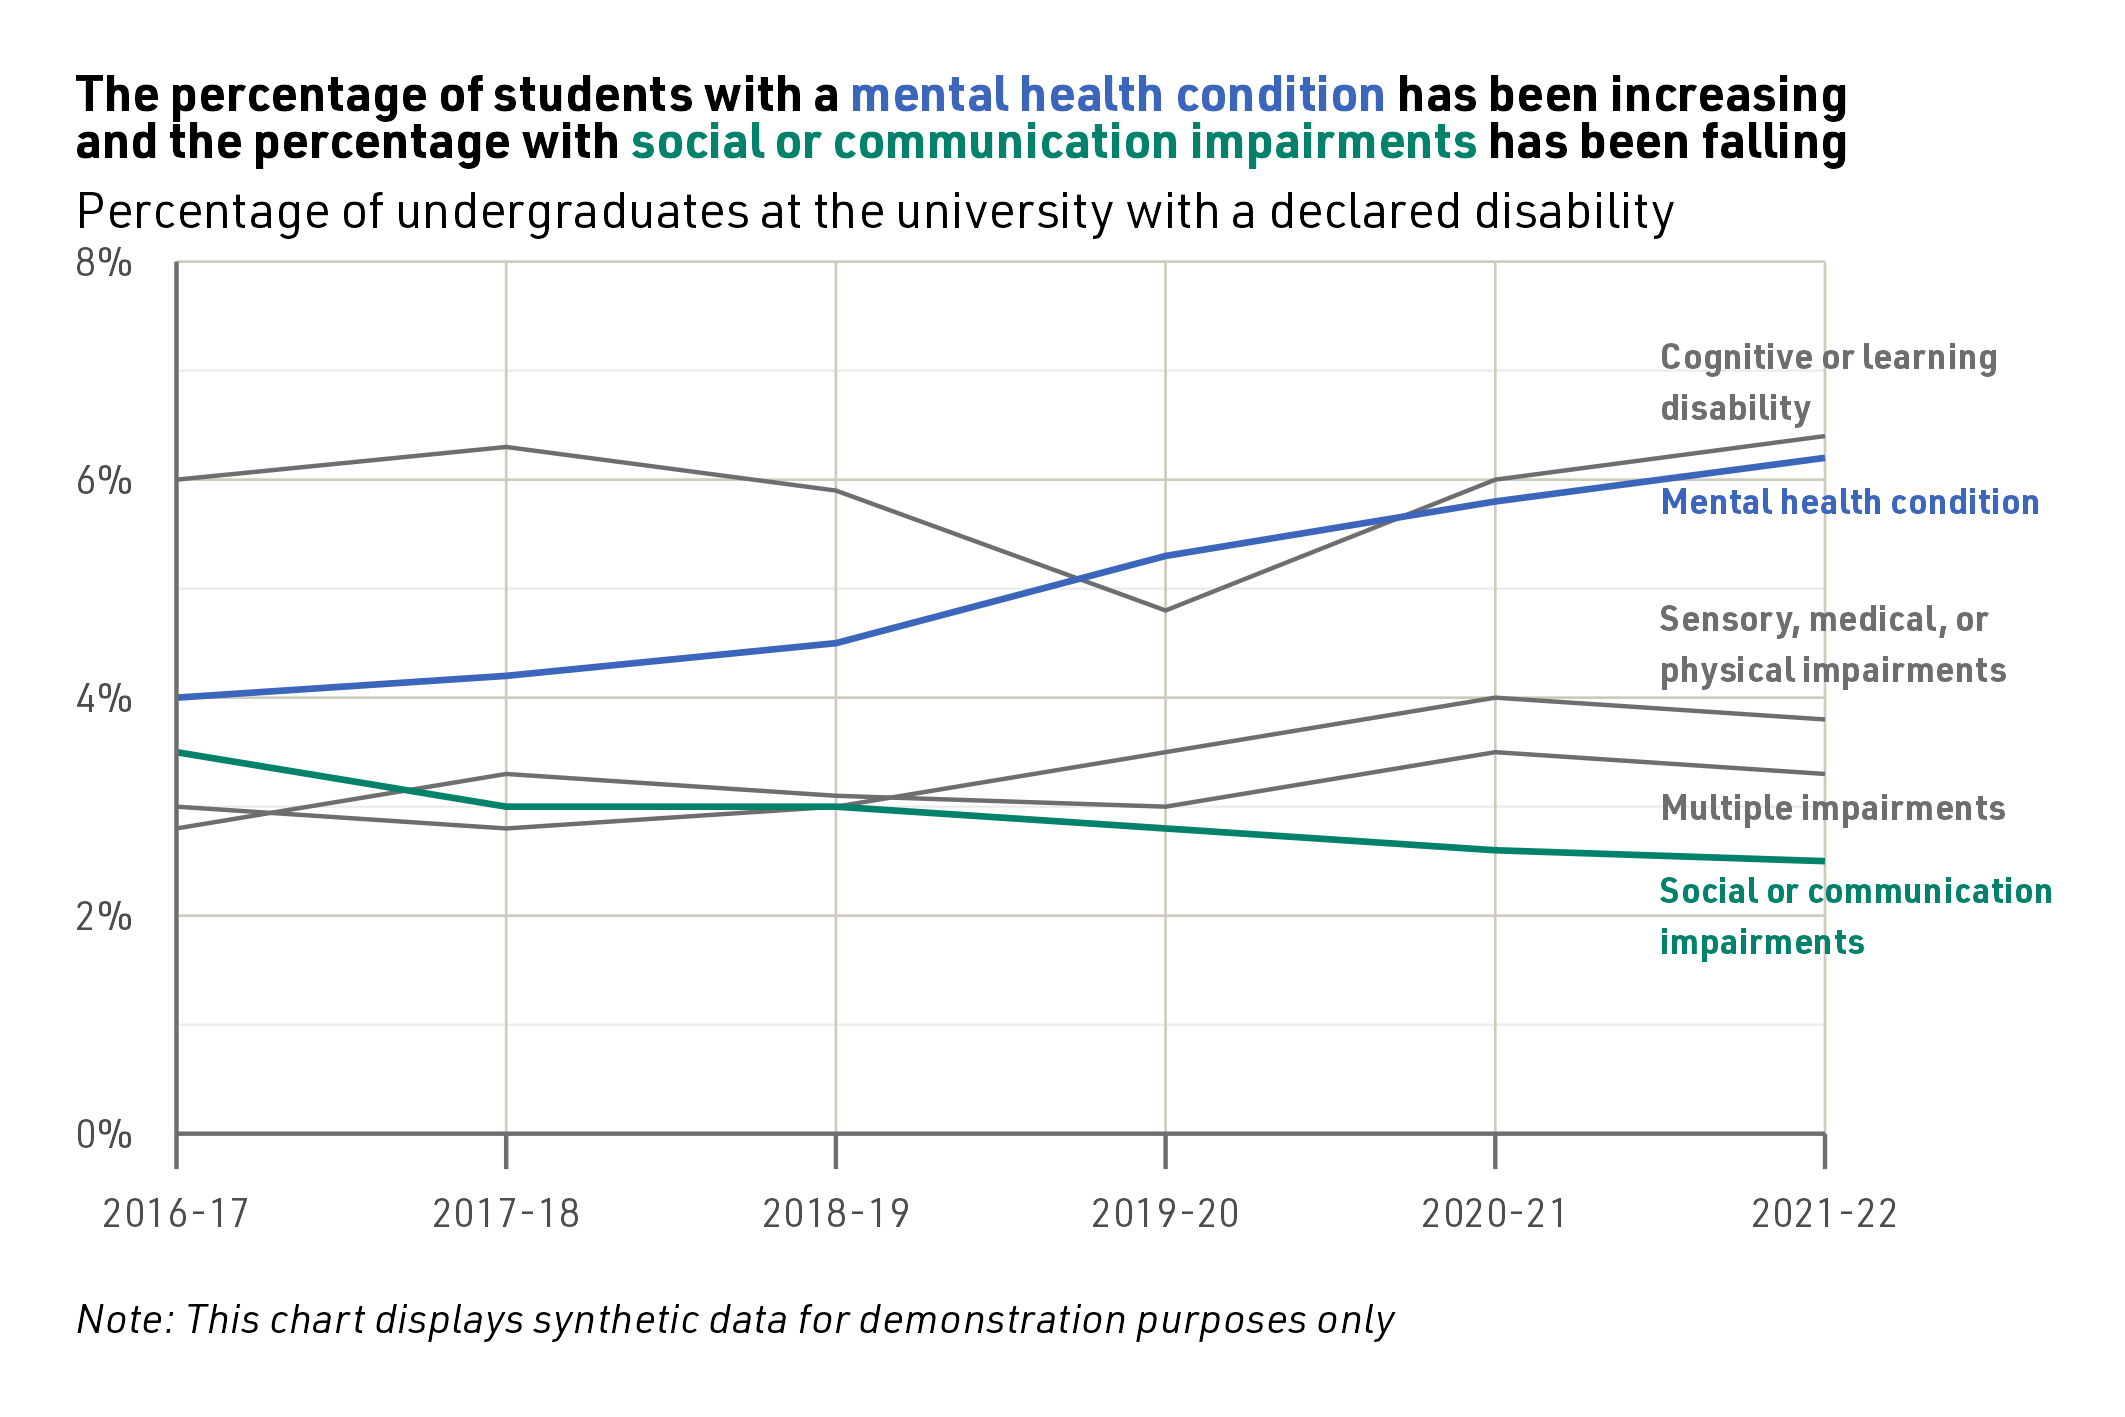 The percentage of students with a mental health condition has been increasing
and the percentage with social or communication impairments has been falling
Percentage of undergraduates at the university with a declared disability
8%
Cognitive or learning
disability
6%
Mental health condition
Sensory, medical, or
physical impairments
4%
Multiple impairments
Social or communication
impairments
2%
0%
2016-17 2017-18 2018-19 2019-20 2020-21 2021-22
Note: This chart displays synthetic data for demonstration purposes only